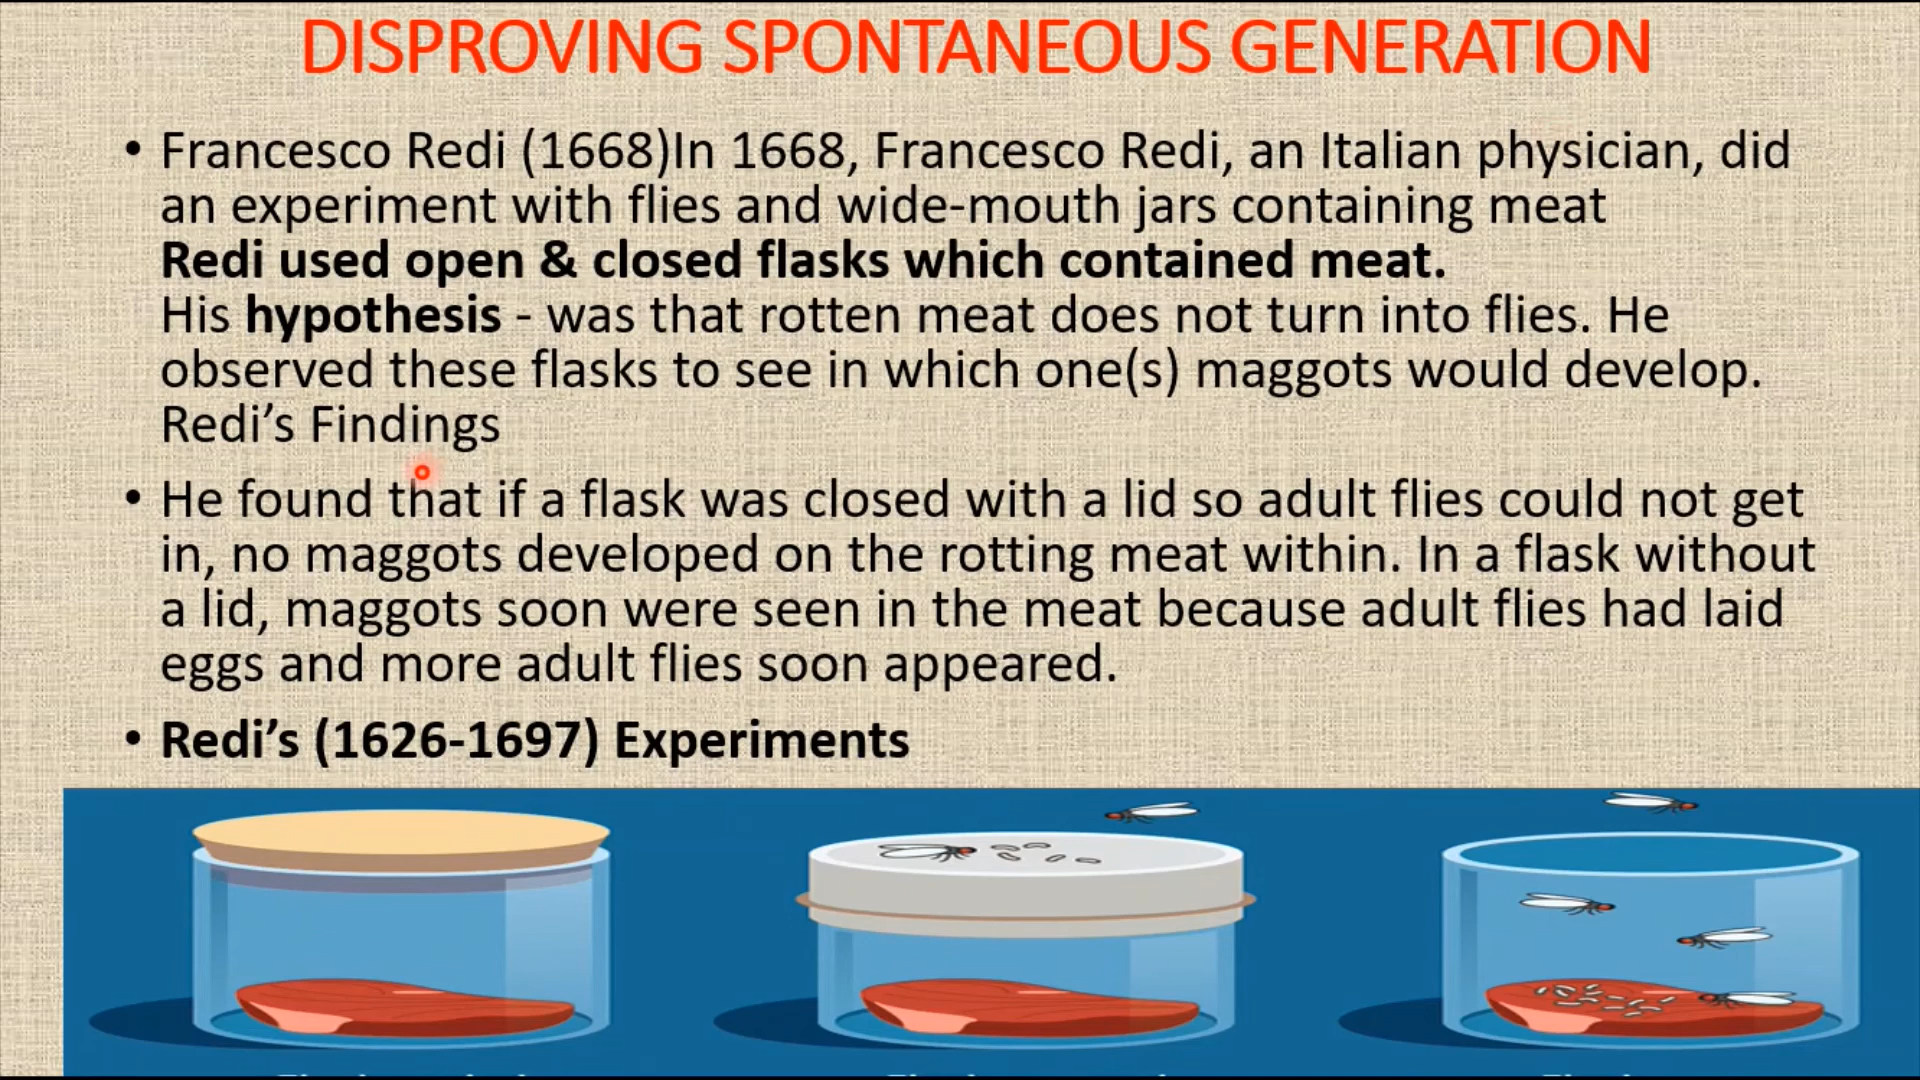 DISPROVING SPONTANEOUS GENERATION
• Francesco Redi (1668)In 1668, Francesco Redi, an Italian physician, did
an experiment with flies and wide-mouth jars containing meat
Redi used open & closed flasks which contained meat.
His hypothesis - was that rotten meat does not turn into flies. He
observed these flasks to see in which one(s) maggots would develop.
Redi’s Findings
• He found that if a flask was closed with a lid so adult flies could not get
in, no maggots developed on the rotting meat within. In a flask without
a lid, maggots soon were seen in the meat because adult flies had laid
eggs and more adult flies soon appeared.
• Redi’s (1626-1697) Experiments